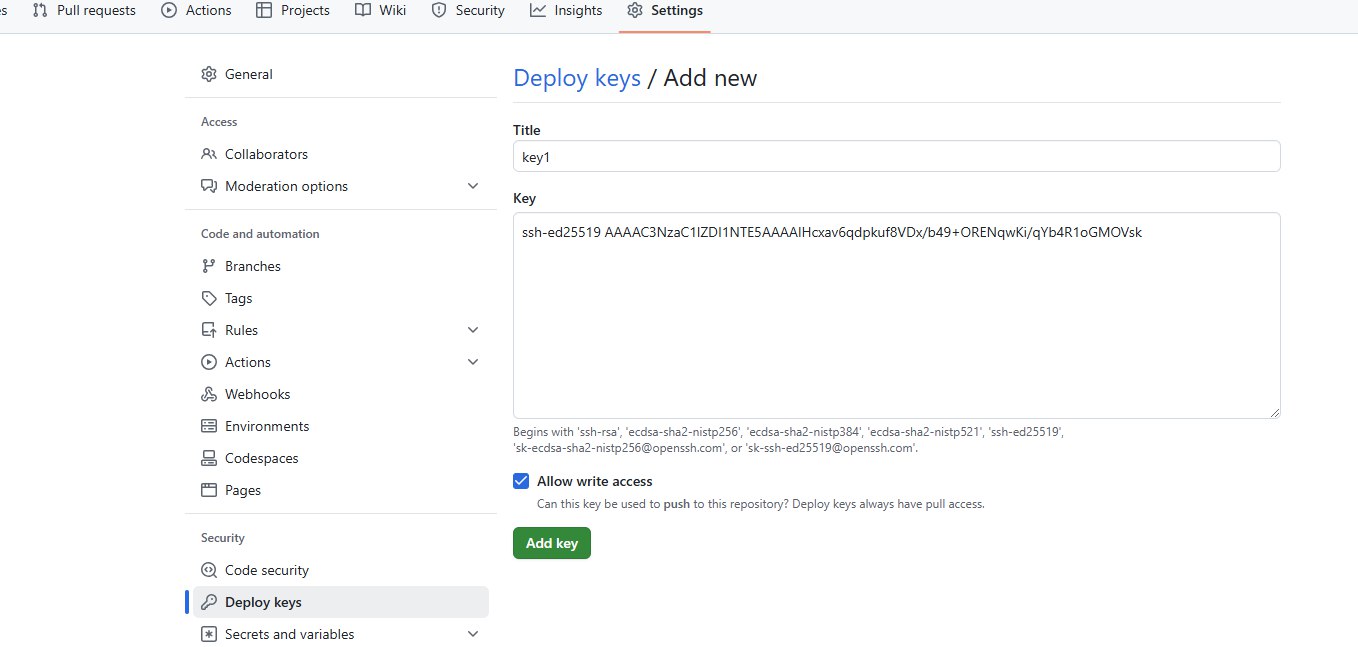 Pull requests Actions Projects Wiki Security Insights Settings
General
Access
Collaborators
Moderation options
Code and automation
Branches
Tags
Rules
Actions
Webhooks
Environments
Codespaces
Pages
Security
Code security
Deploy keys
Secrets and variables
Deploy keys / Add new
Title
key1
Key
ssh-ed25519 AAAAC3NzaC1lZDI1NTE5AAAAIHcxav6qdpkuf8VDx/b49+ORENqwKi/qYb4R1oGMOVsk
Begins with 'ssh-rsa', 'ecdsa-sha2-nistp256', 'ecdsa-sha2-nistp384', 'ecdsa-sha2-nistp521', 'ssh-ed25519',
'sk-ecdsa-sha2-nistp256@openssh.com', or 'sk-ssh-ed25519@openssh.com'.
Allow write access
Can this key be used to push to this repository? Deploy keys always have pull access.
Add key